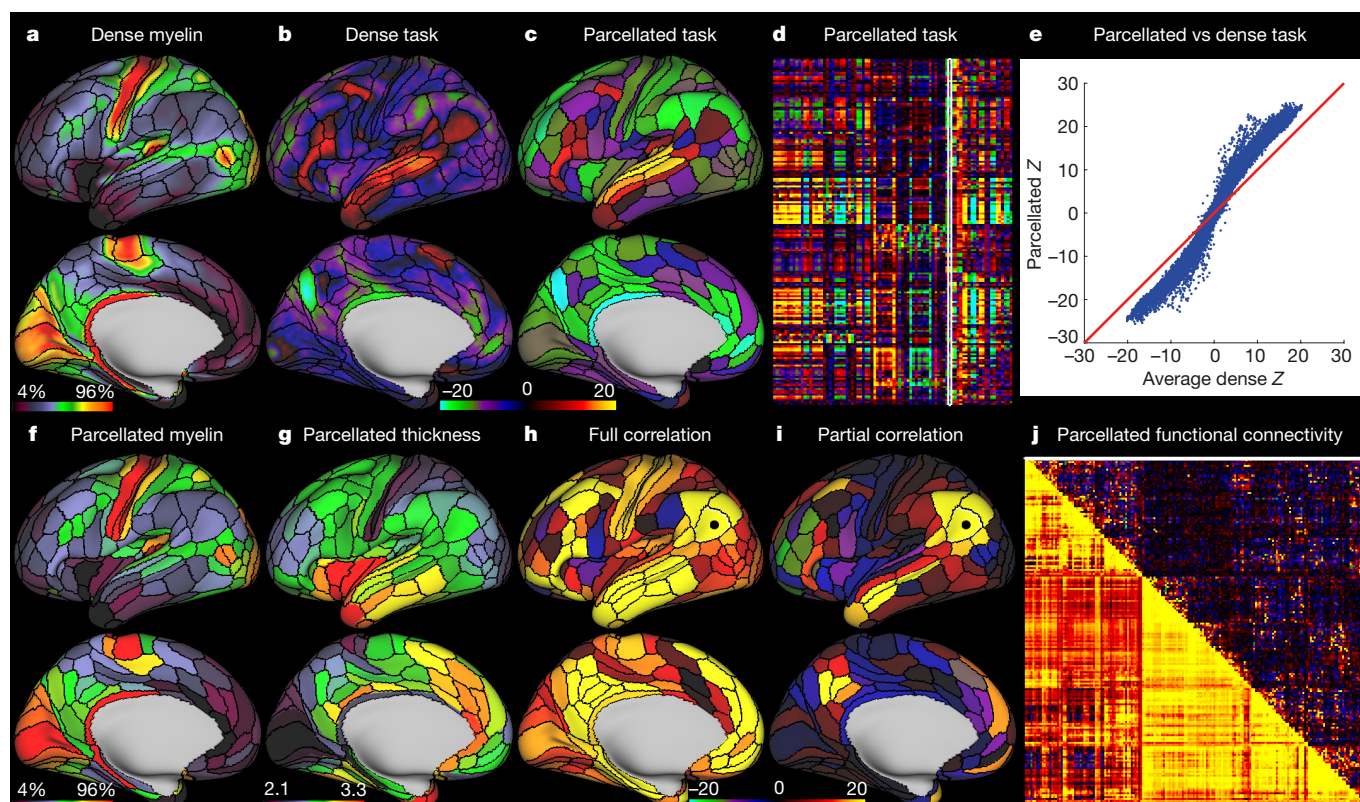 a Dense myelin
b Dense task
c Parcellated task
d Parcellated task
e Parcellated vs dense task
4% 96%
−20 0 20
Parcellated Z
30
20
10
0
−10
−20
−30
−30 −20 −10 0 10 20 30
Average dense Z
f Parcellated myelin
g Parcellated thickness
h Full correlation
i Partial correlation
j Parcellated functional connectivity
4% 96%
2.1 3.3
−20 0 20